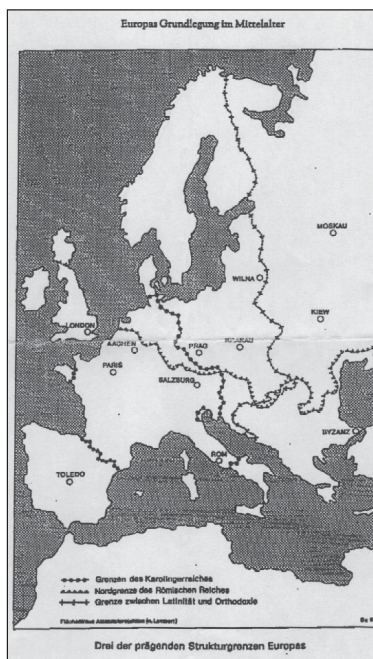 Europas Grundlegung im Mittelalter
MOSKAU
WILNA
KIEW
LONDON
AACHEN
PRAG
KRAKAU
PARIS
SALZBURG
BYZANZ
ROM
TOLEDO
Grenzen des Karolingerreiches
Nordgrenze des Römischen Reiches
Grenze zwischen Latinität und Orthodoxie
Drei der prägenden Strukturgrenzen Europas